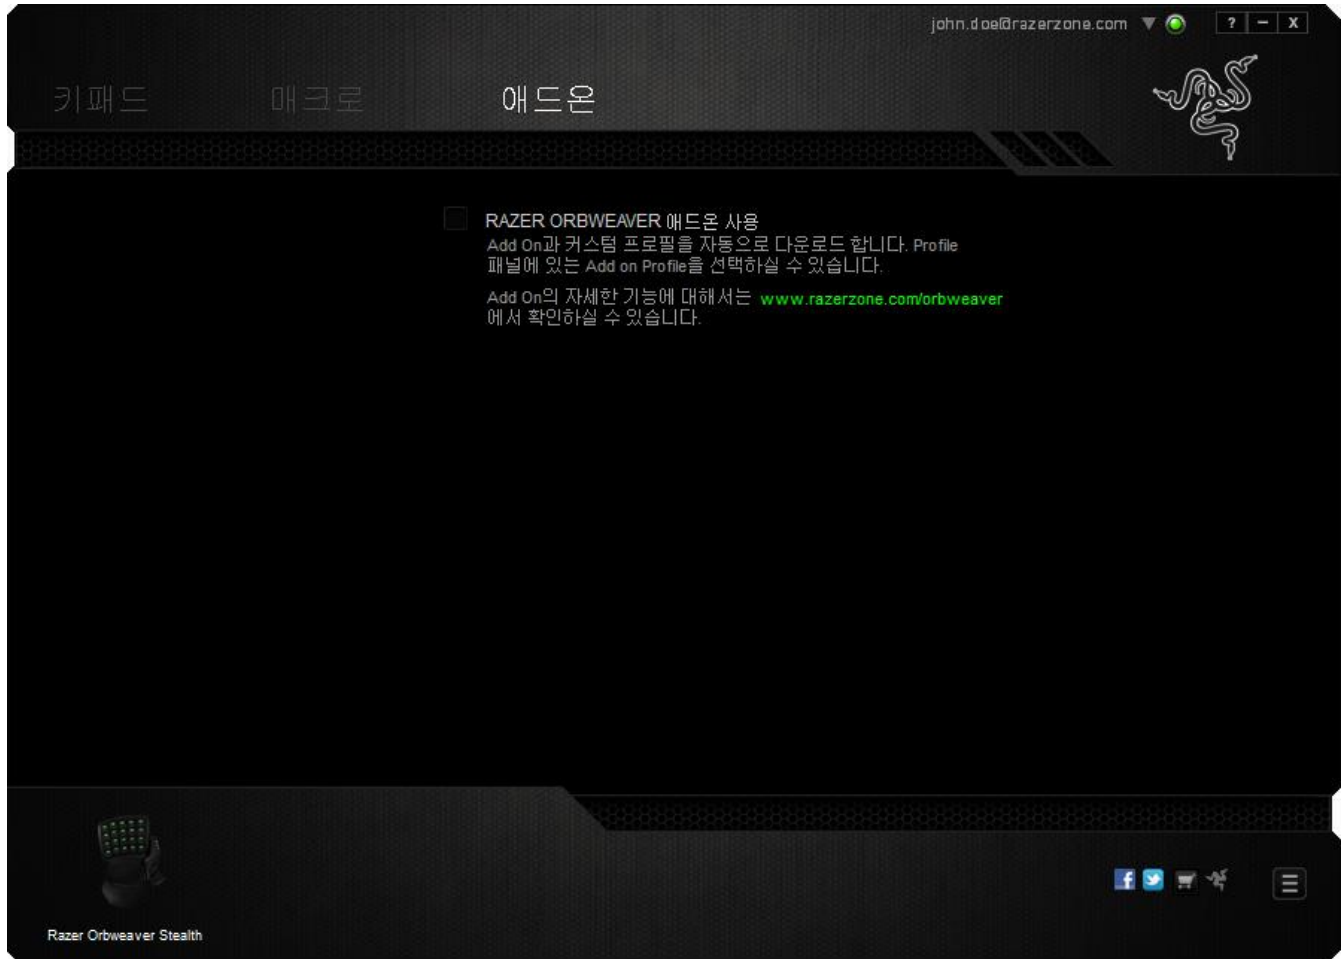 john.doe@razerzone.com
? – X
키패드 매크로 애드온
RAZER ORBWEAVER 애드온 사용
Add On과 커스텀 프로필을 자동으로 다운로드 합니다. Profile
패널에 있는 Add on Profile을 선택하실 수 있습니다.
Add On의 자세한 기능에 대해서는 www.razerzone.com/orbweaver
에서 확인하실 수 있습니다.
Razer Orbweaver Stealth